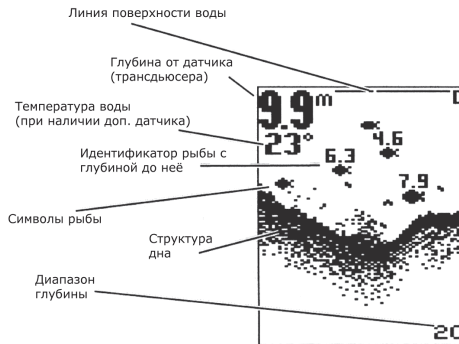 Линия поверхности воды
Глубина от датчика
(трансдьюсера)
9.9m
Температура воды
(при наличии доп. датчика)
23°
4.6
Идентификатор рыбы с
глубиной до неё
6.3
7.9
Символы рыбы
Структура
дна
Диапазон
глубины